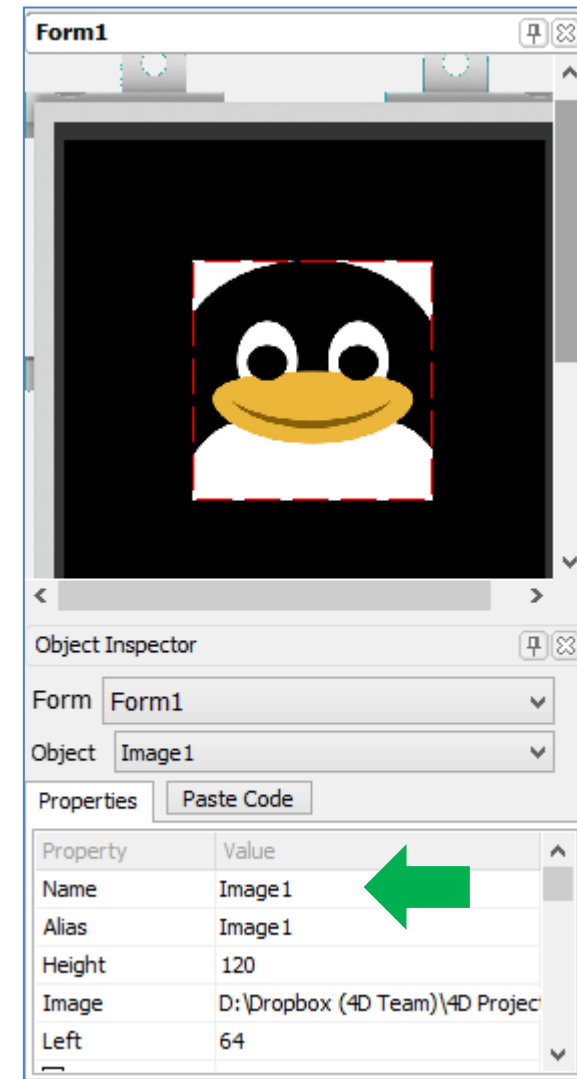 Form1
Object Inspector
Form Form1
Object Image1
Properties Paste Code
Property Value
Name Image1
Alias Image1
Height 120
Image D:\Dropbox (4D Team)\4D Project
Left 64